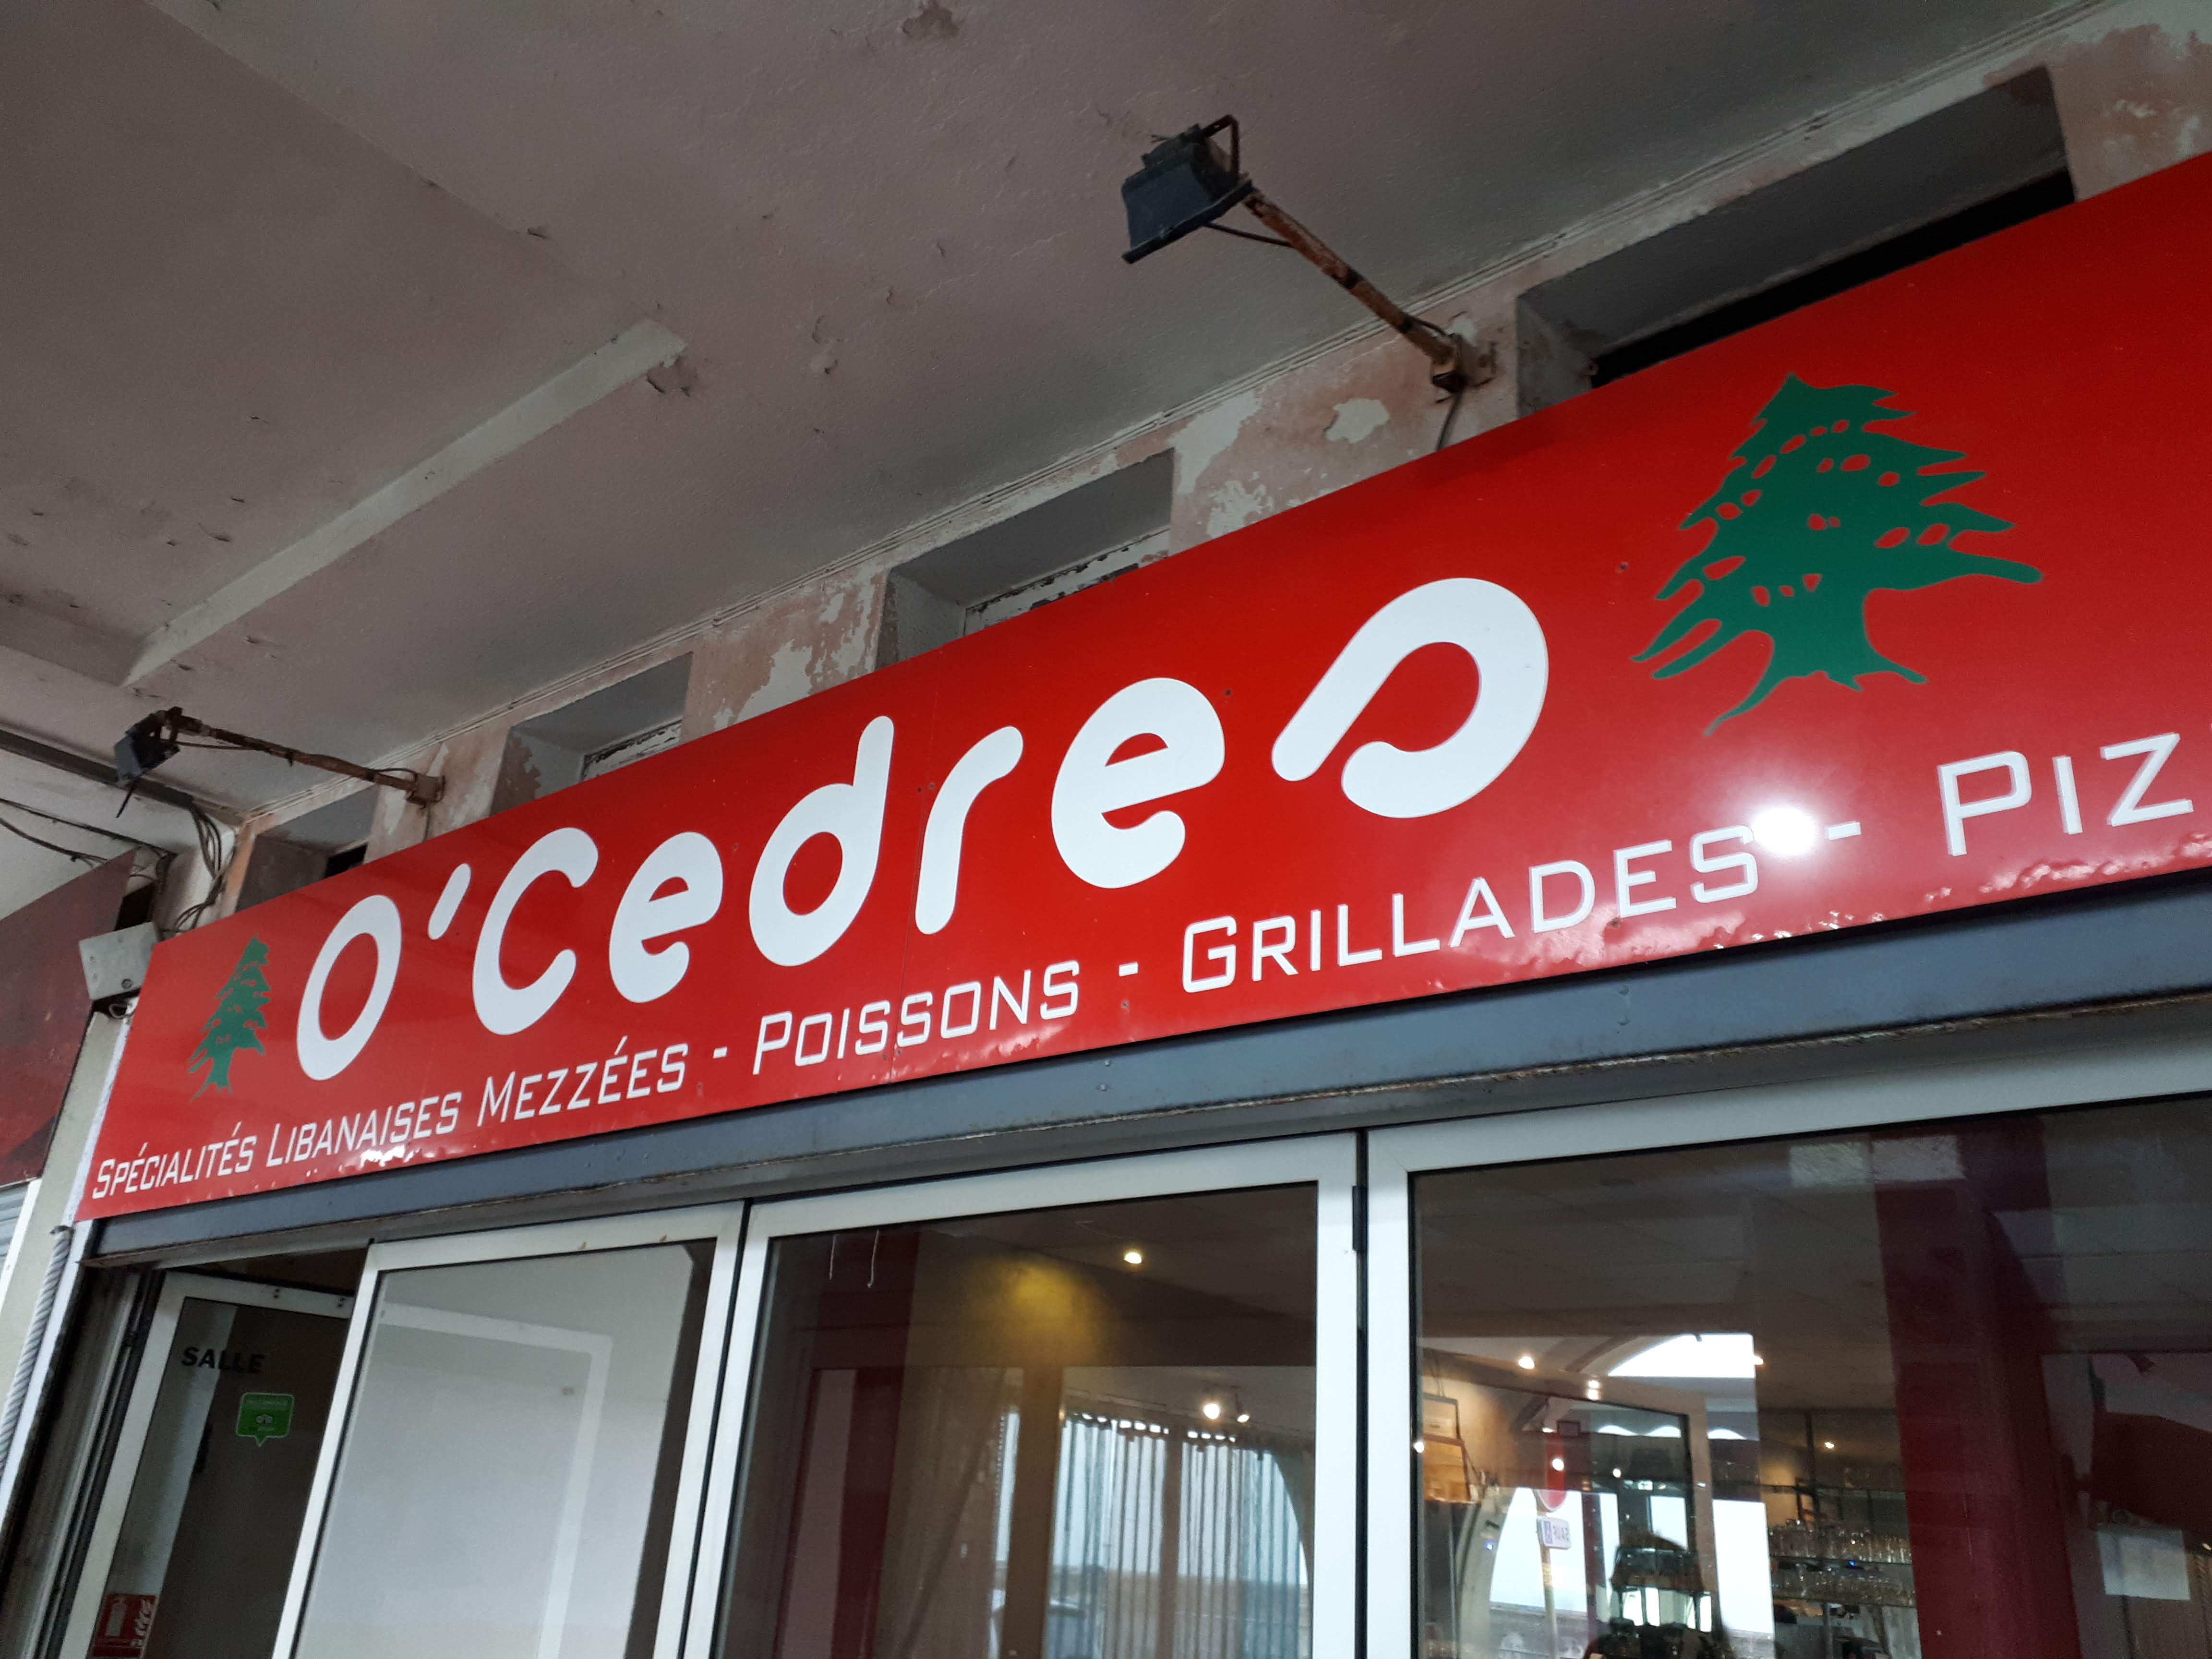 O'Cedres
SPÉCIALITÉS LIBANAISES MEZZÉES - POISSONS - GRILLADES - PIZ
SALLE